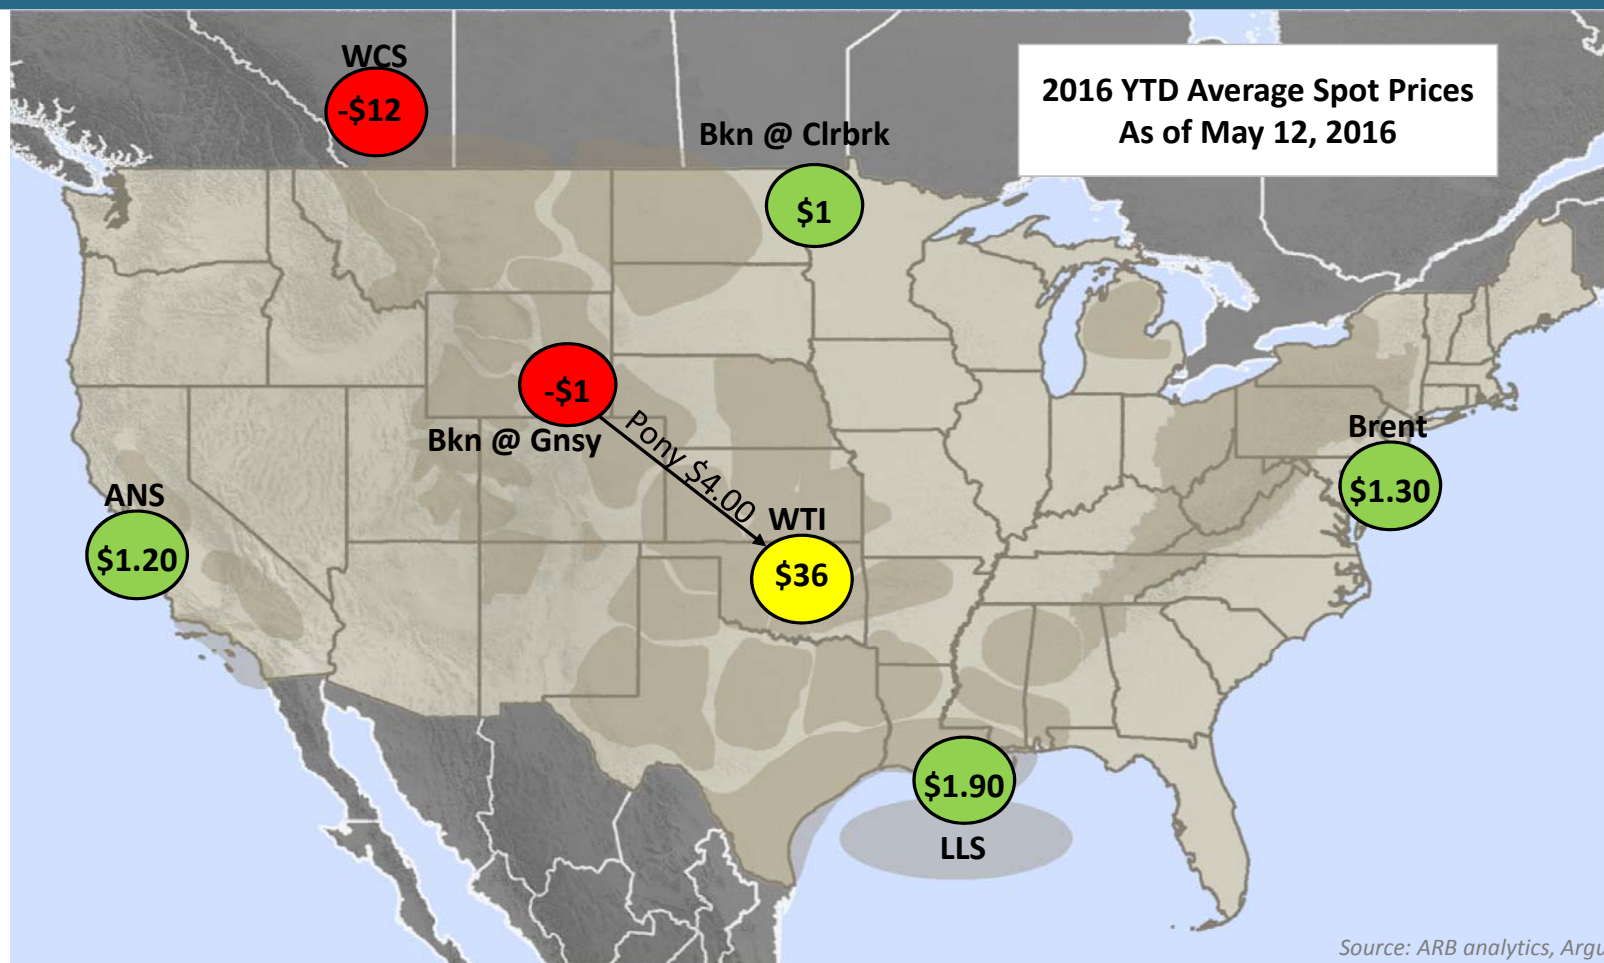 WCS
-$12
2016 YTD Average Spot Prices
As of May 12, 2016
Bkn @ Clrbrk
$1
-$1
Bkn @ Gnsy
Pony $4.00
Brent
$1.30
ANS
$1.20
WTI
$36
$1.90
LLS
Source: ARB analytics, Argu